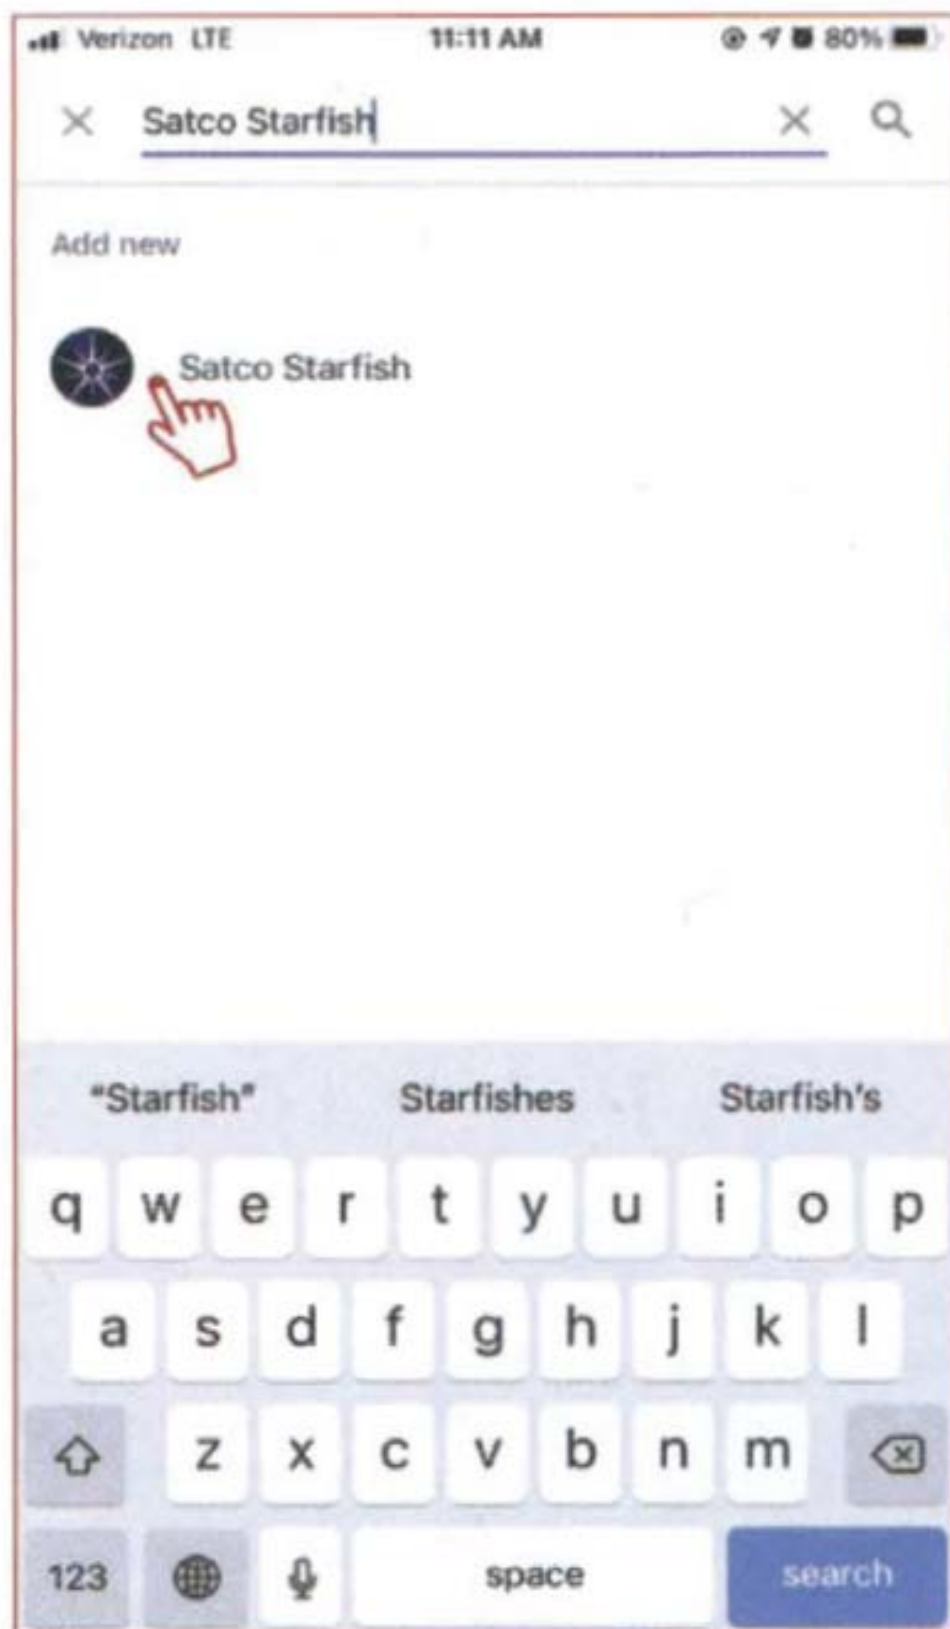 Verizon LTE 11:11 AM 80%
Satco Starfish
Add new
Satco Starfish
"Starfish" Starfishes Starfish's
q w e r t y u i o p
a s d f g h j k l
z x c v b n m
123 space search